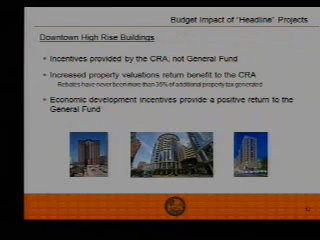 Budget Impact of "Headline" Projects
Downtown High Rise Buildings
Incentives provided by the CRA, not General Fund
Increased property valuations return benefit to the CRA
Rebates have never been more than 35% of additional property tax generated
Economic development incentives provide a positive return to the
General Fund